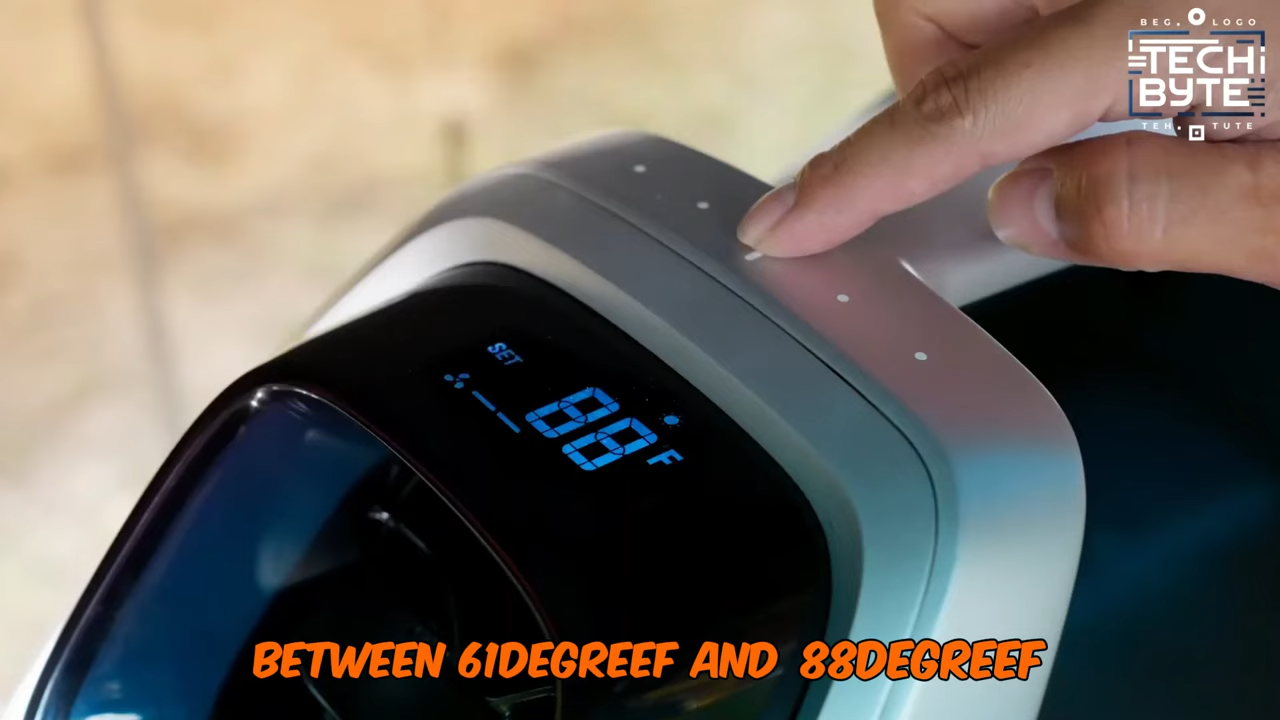 BEG. LOGO
TECH
BYTE
TEH. TUTE
SET
88°F
BETWEEN 61DEGREEF AND 88DEGREEF